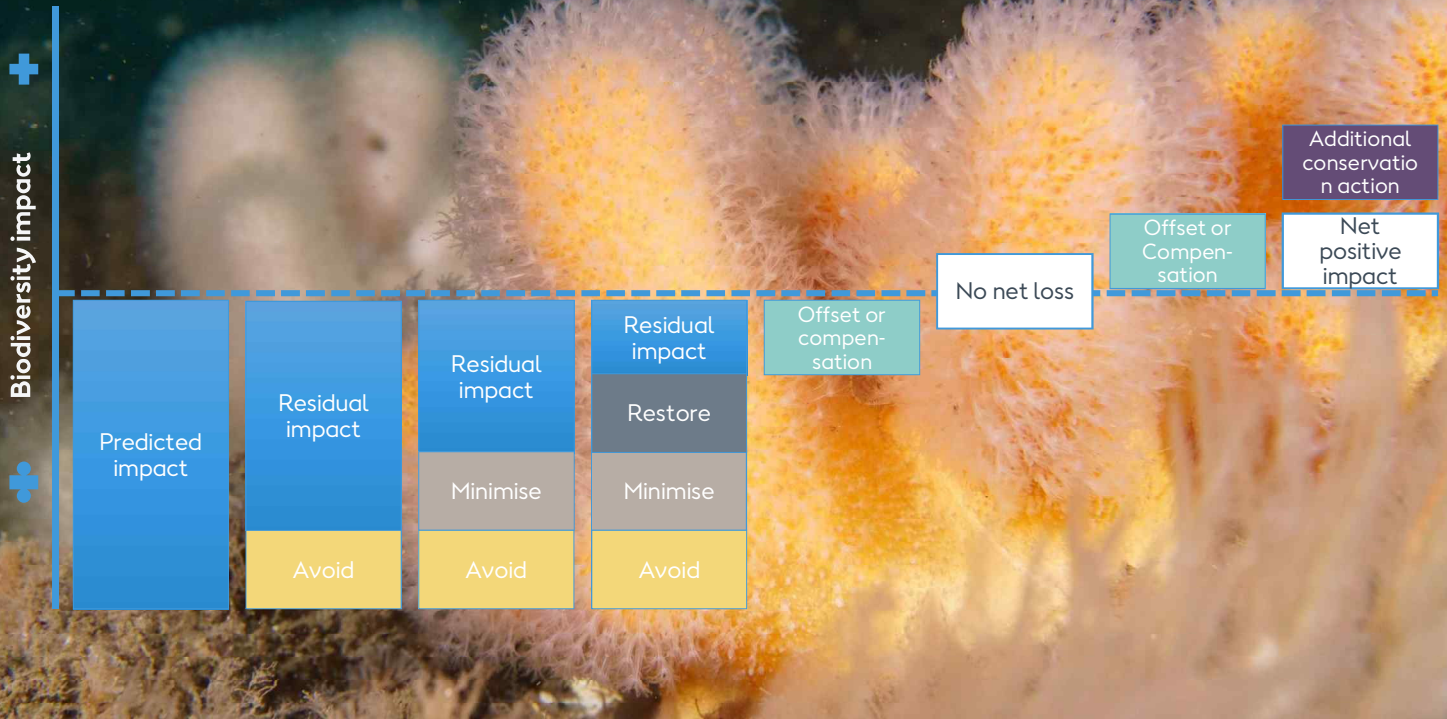 Biodiversity impact
Predicted
impact
Residual
impact
Avoid
Residual
impact
Minimise
Avoid
Residual
impact
Restore
Minimise
Avoid
Offset or
compen-
sation
No net loss
Offset or
Compen-
sation
Additional
conservatio
n action
Net
positive
impact